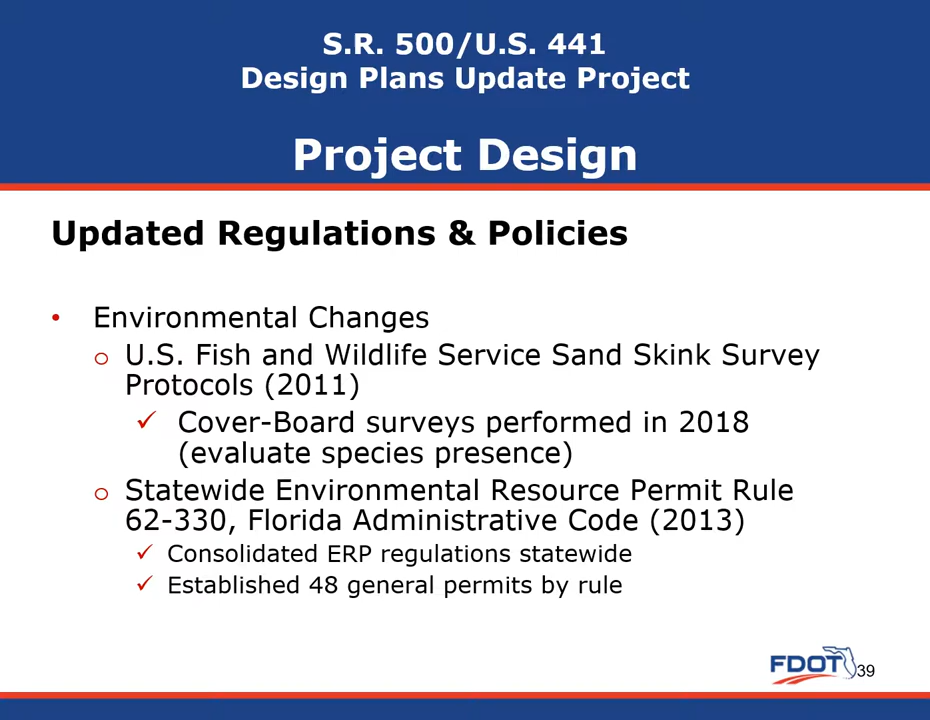 S.R. 500/U.S. 441
Design Plans Update Project
Project Design
Updated Regulations & Policies
• Environmental Changes
o U.S. Fish and Wildlife Service Sand Skink Survey
Protocols (2011)
✓ Cover-Board surveys performed in 2018
(evaluate species presence)
o Statewide Environmental Resource Permit Rule
62-330, Florida Administrative Code (2013)
✓ Consolidated ERP regulations statewide
✓ Established 48 general permits by rule
FDOT 39